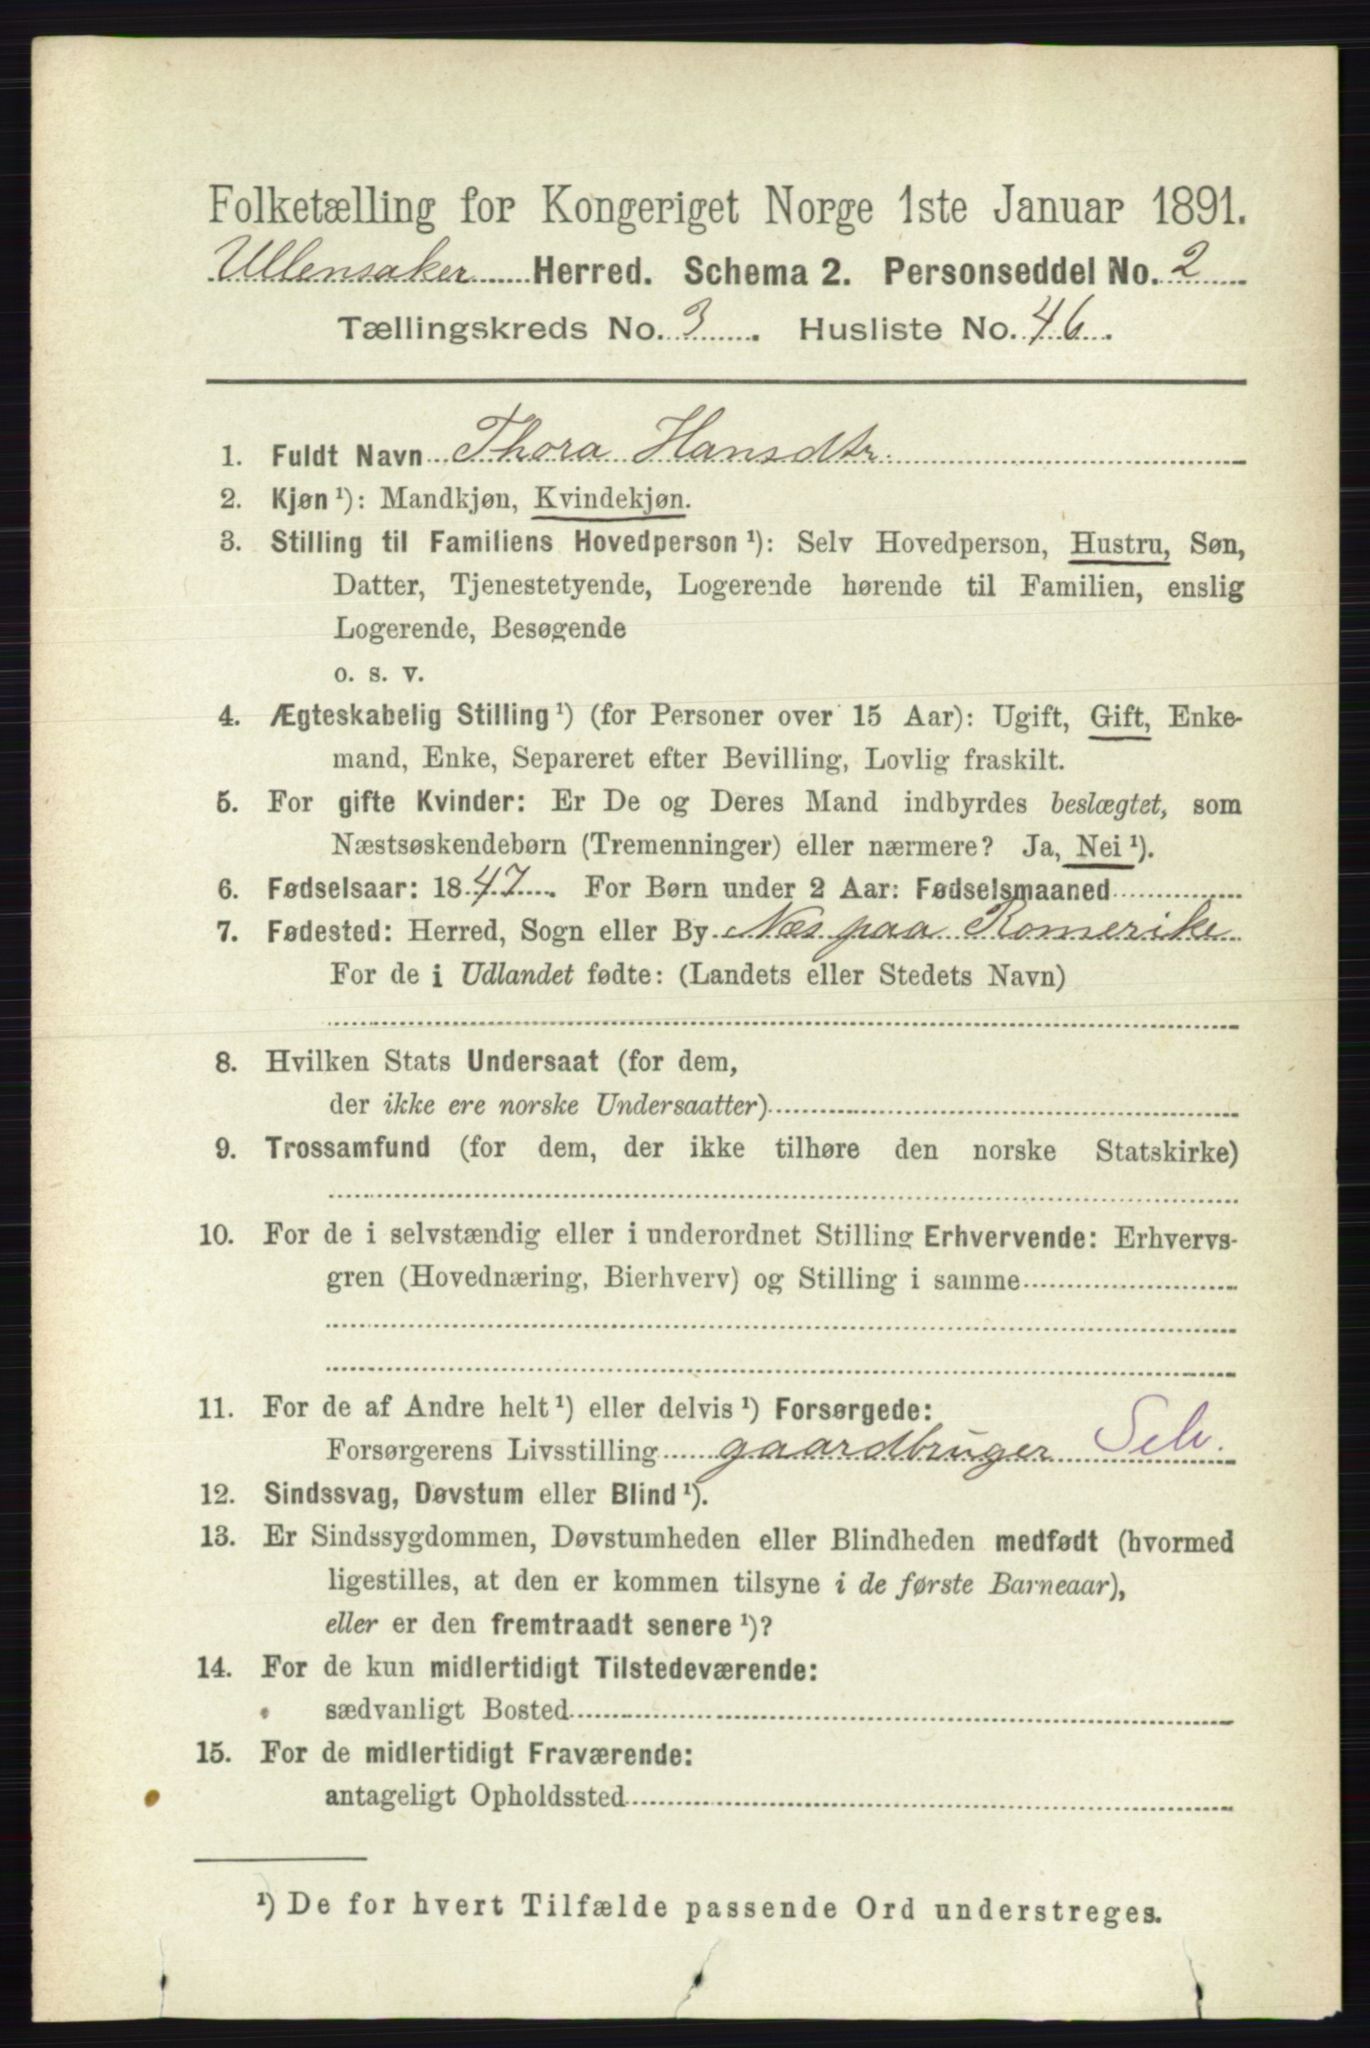 Folketælling for Kongeriget Norge 1ste Januar 1891.
Ullensaker Herred. Schema 2. Personseddel No. 2
Tællingskreds No. 3. Husliste No. 46.
1. Fuldt Navn Thora Hansdtr.
2. Kjøn ¹): Mandkjøn, Kvindekjøn.
3. Stilling til Familiens Hovedperson ¹): Selv Hovedperson, Hustru, Søn,
Datter, Tjenestetyende, Logerende hørende til Familien, enslig
Logerende, Besøgende
o. s. v.
4. Ægteskabelig Stilling ¹) (for Personer over 15 Aar): Ugift, Gift, Enke-
mand, Enke, Separeret efter Bevilling, Lovlig fraskilt.
5. For gifte Kvinder: Er De og Deres Mand indbyrdes beslægtet, som
Næstsøskendebørn (Tremenninger) eller nærmere? Ja, Nei ¹).
6. Fødselsaar: 1847. For Børn under 2 Aar: Fødselsmaaned
7. Fødested: Herred, Sogn eller By Næs paa Romerike
For de i Udlandet fødte: (Landets eller Stedets Navn)
8. Hvilken Stats Undersaat (for dem,
der ikke ere norske Undersaatter)
9. Trossamfund (for dem, der ikke tilhøre den norske Statskirke)
10. For de i selvstændig eller i underordnet Stilling Erhvervende: Erhvervs-
gren (Hovednæring, Bierhverv) og Stilling i samme
11. For de af Andre helt ¹) eller delvis ¹) Forsørgede:
Forsørgerens Livsstilling gaardbruger Selv.
12. Sindssvag, Døvstum eller Blind ¹).
13. Er Sindssygdommen, Døvstumheden eller Blindheden medfødt (hvormed
ligestilles, at den er kommen tilsyne i de første Barneaar),
eller er den fremtraadt senere ¹)?
14. For de kun midlertidigt Tilstedeværende:
sædvanligt Bosted
15. For de midlertidigt Fraværende:
antageligt Opholdssted
¹) De for hvert Tilfælde passende Ord understreges.